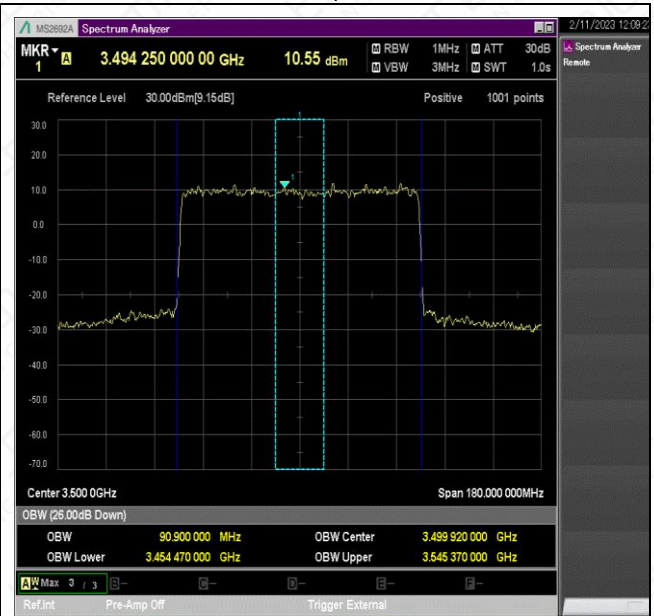 MS2692A Spectrum Analyzer
2/11/2023 12:09:2
MKR 1 A 3.494 250 000 00 GHz 10.55 dBm
M RBW 1MHz M ATT 30dB
M VBW 3MHz M SWT 1.0s
Spectrum Analyzer
Remote
Reference Level 30.00dBm[9.15dB] Positive 1001 points
1
30.0
20.0
1
10.0
0.0
-10.0
-20.0
-30.0
-40.0
-50.0
-60.0
-70.0
Center 3.500 0GHz Span 180.000 000MHz
OBW (26.00dB Down)
OBW 90.900 000 MHz OBW Center 3.499 920 000 GHz
OBW Lower 3.454 470 000 GHz OBW Upper 3.545 370 000 GHz
A W Max 3 / 3 B- C- D- E- F-
Ref.Int Pre-Amp Off Trigger External